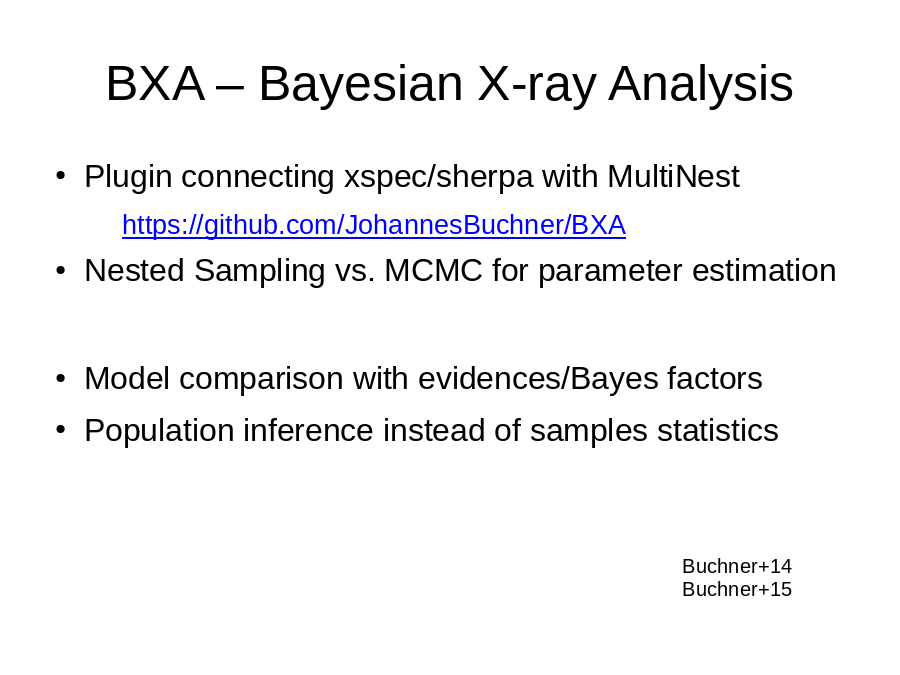 BXA – Bayesian X-ray Analysis
• Plugin connecting xspec/sherpa with MultiNest
https://github.com/JohannesBuchner/BXA
• Nested Sampling vs. MCMC for parameter estimation
• Model comparison with evidences/Bayes factors
• Population inference instead of samples statistics
Buchner+14
Buchner+15